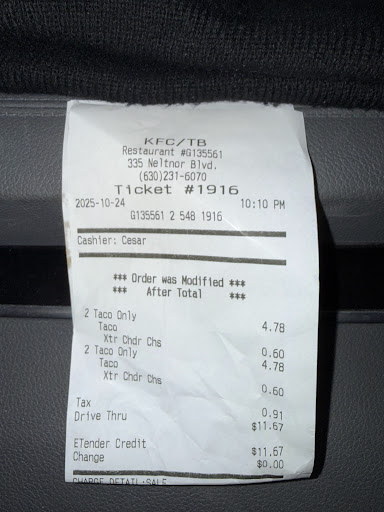 KFC/TB
Restaurant #G135561
335 Neltnor Blvd.
(630)231-6070
Ticket #1916
2025-10-24 10:10 PM
G135561 2 548 1916
Cashier: Cesar
*** Order was Modified ***
*** After Total ***
2 Taco Only
Taco 4.78
Xtr Chdr Chs
2 Taco Only 0.60
Taco 4.78
Xtr Chdr Chs
0.60
Tax
Drive Thru 0.91
$11.67
ETender Credit
Change $11.67
$0.00
CHARGE DETAIL:SALE